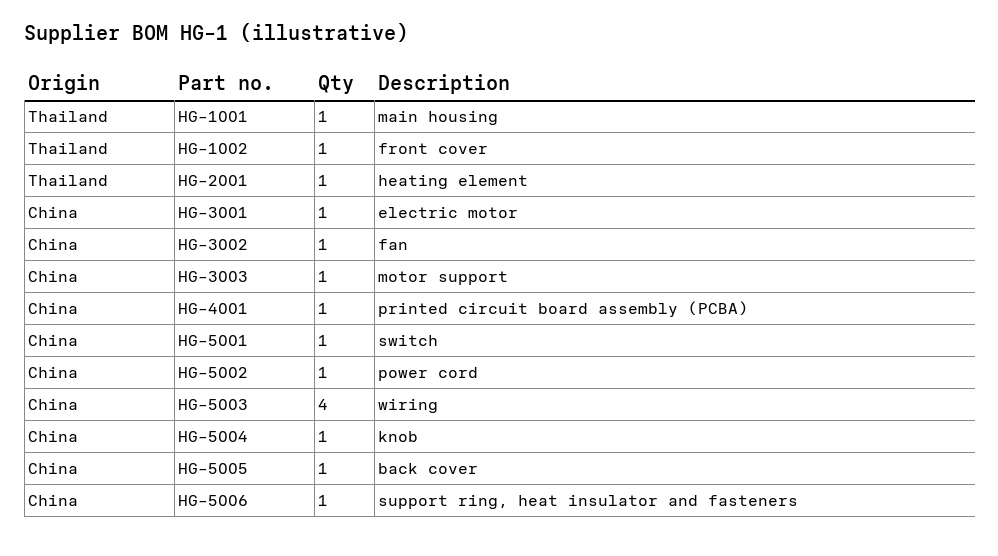 Supplier BOM HG-1 (illustrative)
Origin Part no. Qty Description
Thailand HG-1001 1 main housing
Thailand HG-1002 1 front cover
Thailand HG-2001 1 heating element
China HG-3001 1 electric motor
China HG-3002 1 fan
China HG-3003 1 motor support
China HG-4001 1 printed circuit board assembly (PCBA)
China HG-5001 1 switch
China HG-5002 1 power cord
China HG-5003 4 wiring
China HG-5004 1 knob
China HG-5005 1 back cover
China HG-5006 1 support ring, heat insulator and fasteners